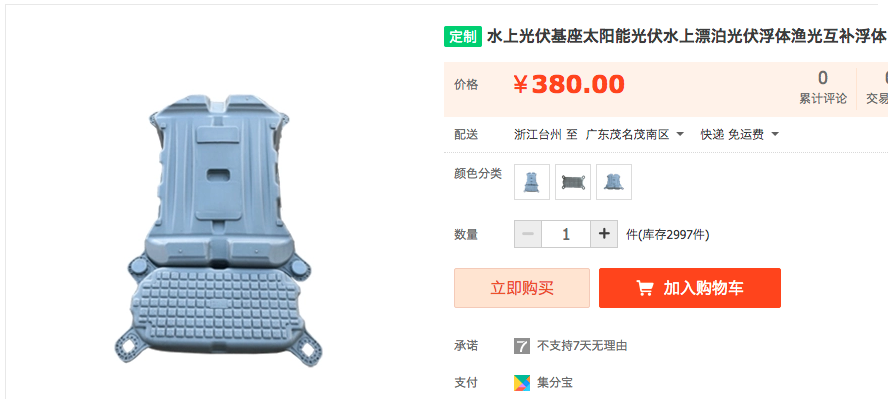 定制 水上光伏基座太阳能光伏水上漂泊光伏浮体渔光互补浮体
价格 ￥380.00 0
累计评论 交易
配送 浙江台州 至 广东茂名茂南区 快递 免运费
颜色分类
数量 − 1 + 件(库存2997件)
立即购买 加入购物车
承诺 7 不支持7天无理由
支付 集分宝